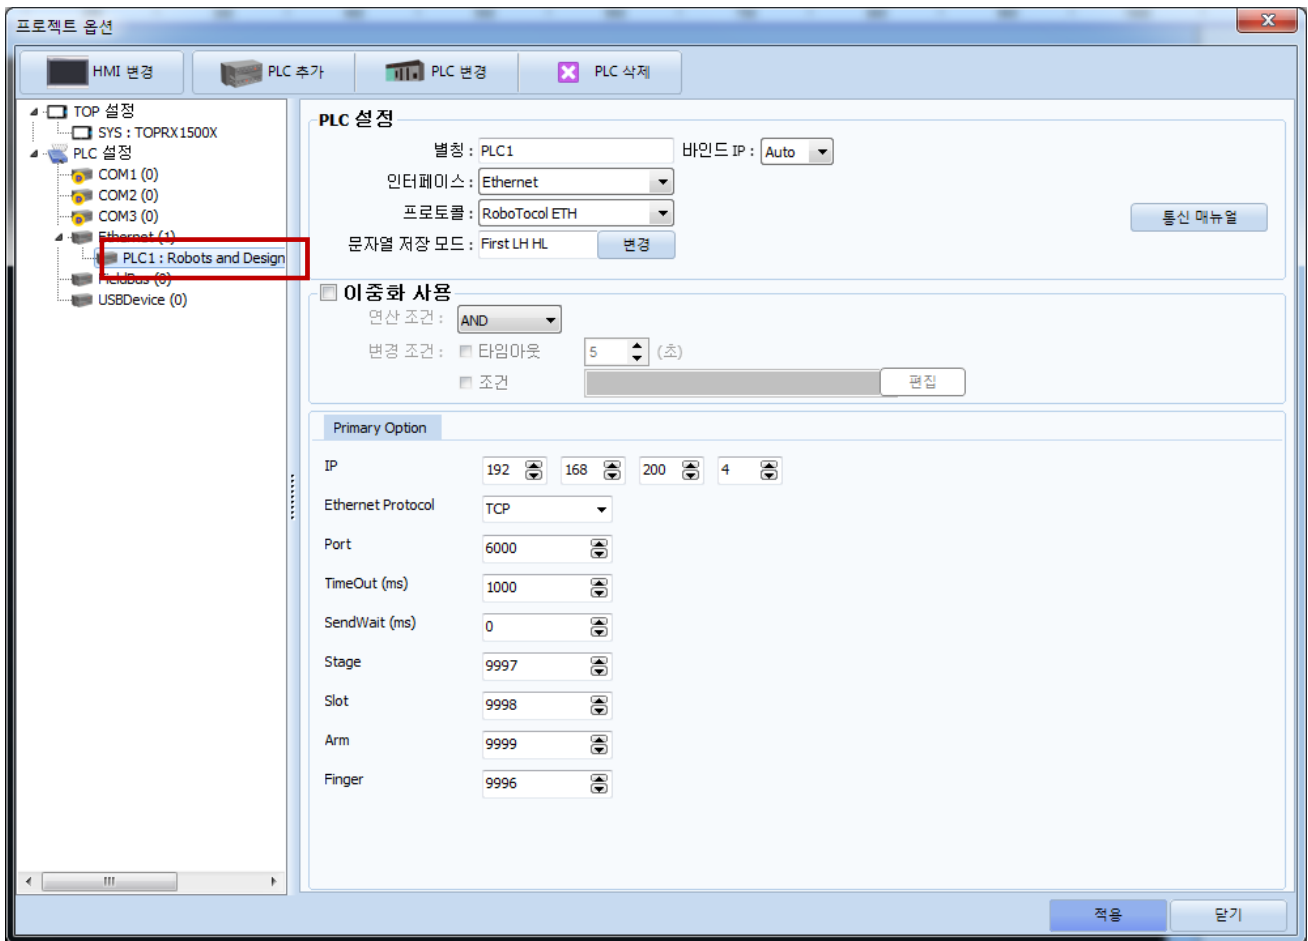 프로젝트 옵션
HMI 변경
PLC 추가
PLC 변경
PLC 삭제
TOP 설정
SYS : TOPRX1500X
PLC 설정
COM1 (0)
COM2 (0)
COM3 (0)
Ethernet (1)
PLC1 : Robots and Design
FieldBus (0)
USBDevice (0)
PLC 설정
별칭 : PLC1 바인드 IP : Auto
인터페이스 : Ethernet
프로토콜 : RoboTocol ETH
통신 매뉴얼
문자열 저장 모드 : First LH HL 변경
이중화 사용
연산 조건 : AND
변경 조건 : 타임아웃 5 (초)
조건 편집
Primary Option
IP 192 168 200 4
Ethernet Protocol TCP
Port 6000
TimeOut (ms) 1000
SendWait (ms) 0
Stage 9997
Slot 9998
Arm 9999
Finger 9996
적용 닫기